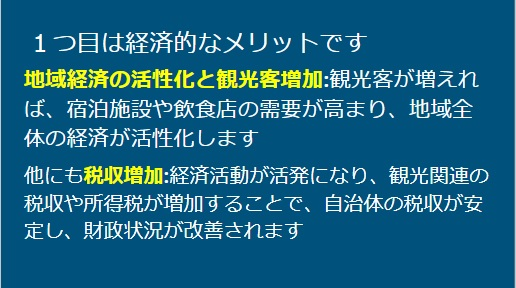 １つ目は経済的なメリットです
地域経済の活性化と観光客増加:観光客が増えれ
ば、宿泊施設や飲食店の需要が高まり、地域全
体の経済が活性化します
他にも税収増加:経済活動が活発になり、観光関連の
税収や所得税が増加することで、自治体の税収が安
定し、財政状況が改善されます